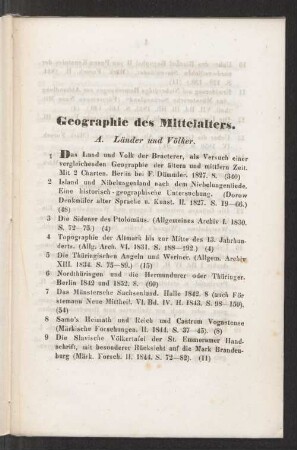 Geographie des Mittelalters.
A. Länder und Völker.
1 Das Land und Volk der Bructerer, als Versuch einer
vergleichenden Geographie der ältern und mittlern Zeit.
Mit 2 Charten. Berlin bei F. Dümmler. 1827. 8. (340)
2 Island und Nibelungenland nach dem Nibelungenliede.
Eine historisch-geographische Untersuchung. (Dorow
Denkmäler alter Sprache u. Kunst. II. 1827. S. 19—66.)
(48)
3 Die Sidener des Ptolomäus. (Allgemeines Archiv I. 1830.
S. 72—75.) (4)
4 Topographie der Altmark bis zur Mitte des 13. Jahrhun-
derts. (Allg. Arch. VI. 1831. S. 188—192.) (4)
5 Die Thüringischen Angeln und Werner. (Allgem. Archiv
XIII. 1834. S. 75—89.) (15)
6 Nordthüringen und die Hermundurer oder Thüringer.
Berlin 1842 und 1852. 8. (90)
7 Das Münstersche Sachsenland. Halle 1842. 8 (auch För
stemann Neue Mittheil. VI. Bd. IV. H. 1843. S. 98—150).
(54)
8 Samo's Heimath und Reich und Castrum Vogastense
(Märkische Forschungen. II. 1844. S. 37—45). (8)
9 Die Slavische Völkertafel der St. Emmeramer Hand-
schrift, mit besonderer Rücksicht auf die Mark Branden-
burg (Märk. Forsch. II. 1844. S. 72—82). (11)